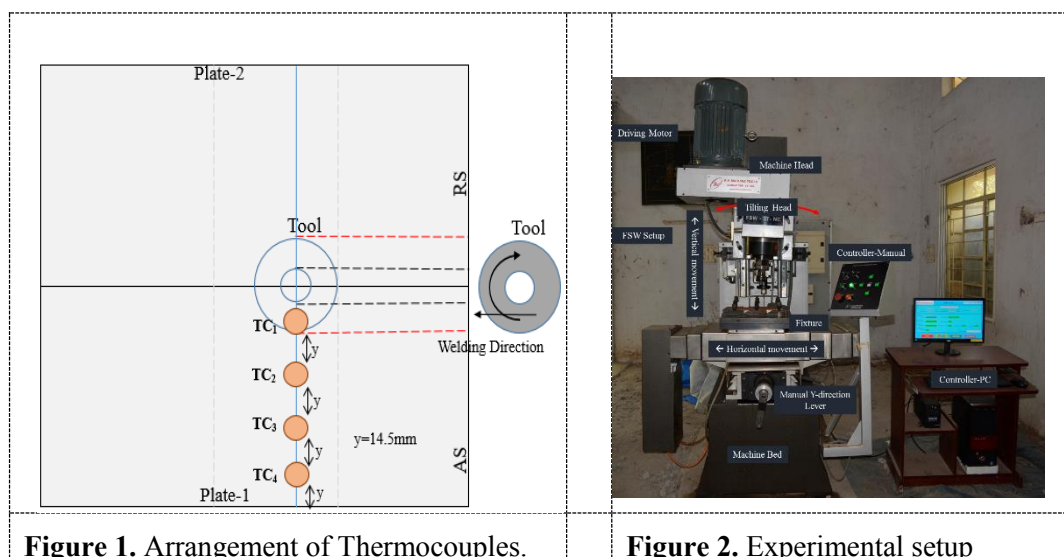 Plate-2
RS
Tool
Tool
TC1
y
Welding Direction
TC2
y
TC3
y=14.5mm
y
TC4
AS
y
Plate-1
Figure 1. Arrangement of Thermocouples.
Driving Motor
Machine Head
Tilting Head
FSW Setup
← Vertical movement →
Controller-Manual
Fixture
← Horizontal movement →
Controller-PC
Manual Y-direction
Lever
Machine Bed
Figure 2. Experimental setup